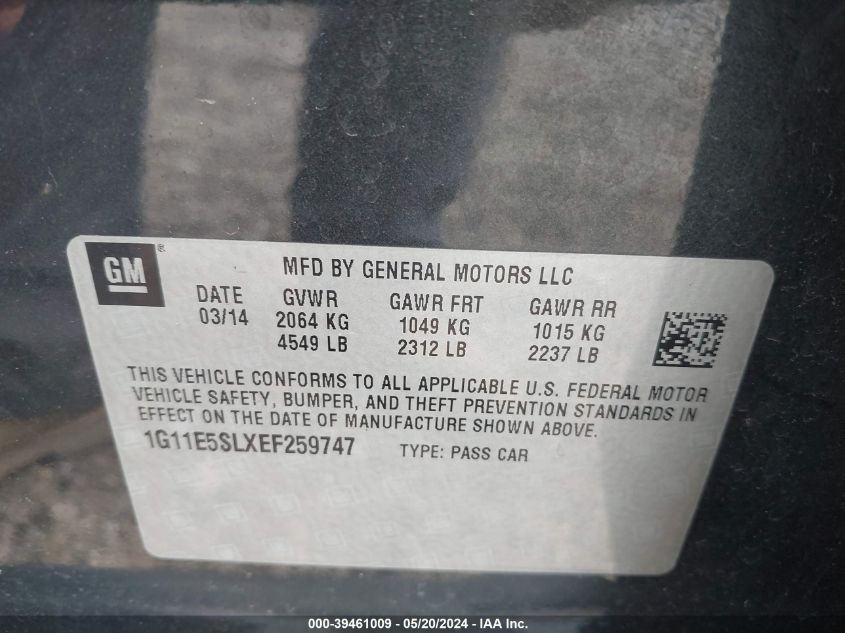 GM ®
MFD BY GENERAL MOTORS LLC
DATE GVWR GAWR FRT GAWR RR
03/14 2064 KG 1049 KG 1015 KG
4549 LB 2312 LB 2237 LB
THIS VEHICLE CONFORMS TO ALL APPLICABLE U.S. FEDERAL MOTOR
VEHICLE SAFETY, BUMPER, AND THEFT PREVENTION STANDARDS IN
EFFECT ON THE DATE OF MANUFACTURE SHOWN ABOVE.
1G11E5SLXEF259747 TYPE: PASS CAR
000-39461009 - 05/20/2024 - IAA Inc.